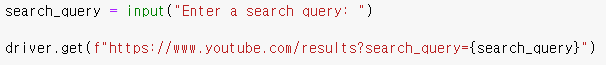 search_query = input("Enter a search query: ")
driver.get(f"https://www.youtube.com/results?search_query={search_query}")